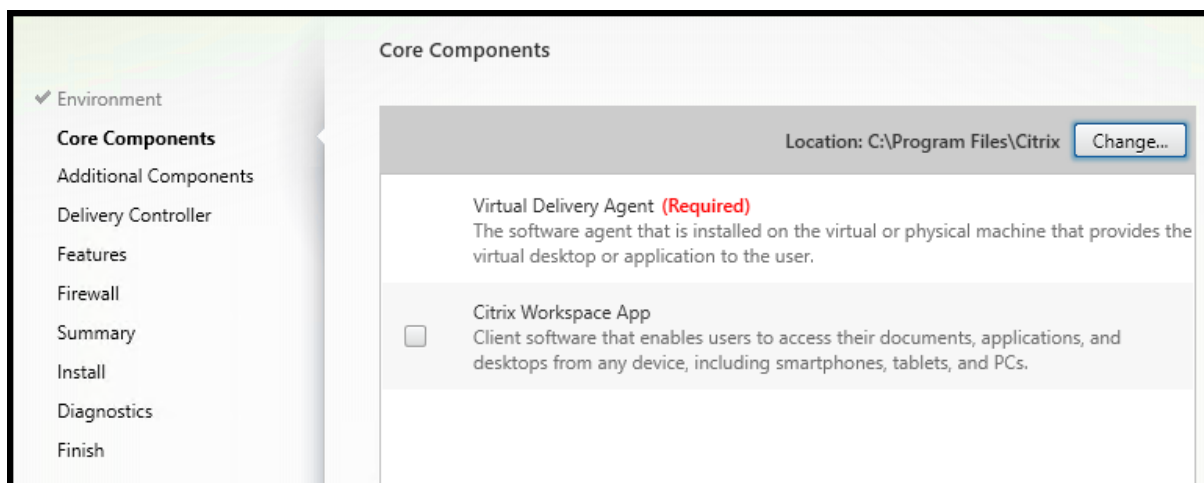 Core Components
Environment
Core Components
Additional Components
Delivery Controller
Features
Firewall
Summary
Install
Diagnostics
Finish
Location: C:\Program Files\Citrix Change...
Virtual Delivery Agent (Required)
The software agent that is installed on the virtual or physical machine that provides the
virtual desktop or application to the user.
Citrix Workspace App
Client software that enables users to access their documents, applications, and
desktops from any device, including smartphones, tablets, and PCs.